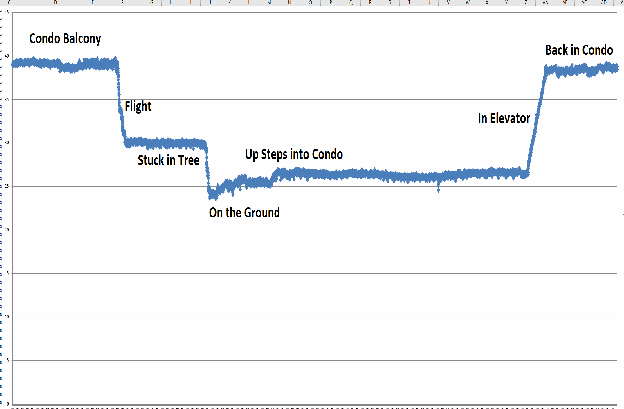 Condo Balcony
Back in Condo
Flight
In Elevator
Stuck in Tree
Up Steps into Condo
On the Ground